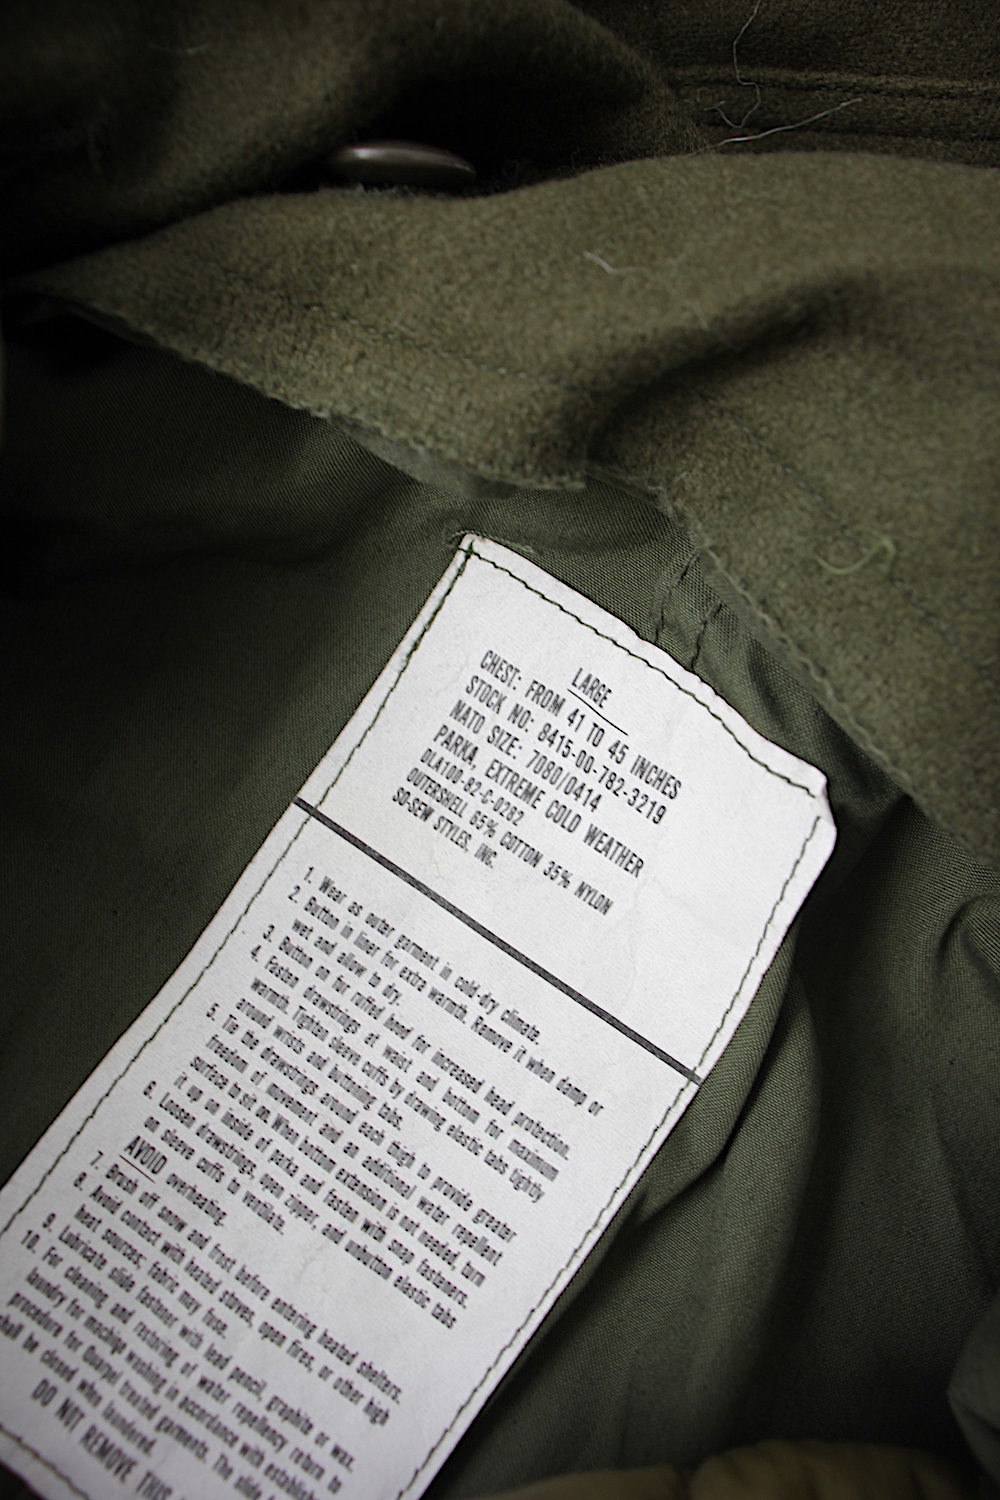 LARGE
CHEST: FROM 41 TO 45 INCHES
STOCK NO: 8415-00-782-3219
NATO SIZE: 7080/0414
PARKA, EXTREME COLD WEATHER
DLA100-82-C-0282
OUTERSHELL 65% COTTON 35% NYLON
SO-SEW STYLES, INC.
1. Wear as outer garment in cold-dry climate.
2. Button in liner for extra warmth. Remove it when damp or
wet and allow to dry.
3. Button on fur ruffed hood for increased head protection.
4. Fasten drawstrings at waist and bottom for maximum
warmth. Tighten sleeve cuffs by drawing elastic tabs tightly
around wrists and buttoning tabs.
5. Tie the drawstrings around each thigh to provide greater
freedom of movement and an additional water repellent
surface to sit on. When bottom extension is not needed, turn
it up on inside of parka and fasten with snap fasteners.
6. Loosen drawstrings, open zipper, and unbutton elastic tabs
on sleeve cuffs to ventilate.
AVOID overheating.
7. Brush off snow and frost before entering heated shelters.
8. Avoid contact with heated stoves, open fires, or other high
heat sources; fabric may fuse.
9. Lubricate slide fastener with lead pencil, graphite or wax.
10. For cleaning and restoring of water repellency return to
laundry for machine washing in accordance with establish
procedure for Quarpel treated garments. The slide
shall be closed when laundered.
DO NOT REMOVE THIS